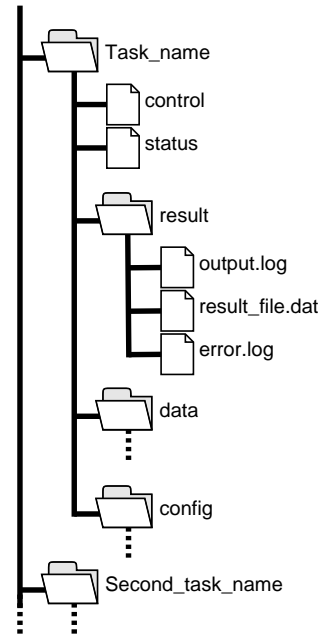 Task_name
control
status
result
output.log
result_file.dat
error.log
data
config
Second_task_name